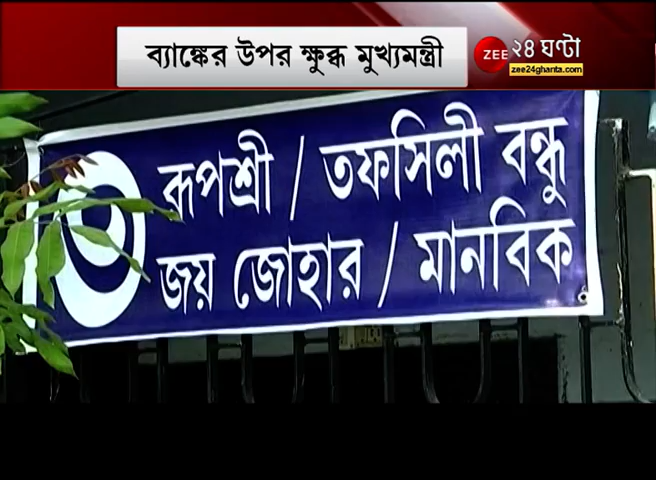 ব্যাঙ্কের উপর ক্ষুব্ধ মুখ্যমন্ত্রী
ZEE ২৪ ঘণ্টা
zee24ghanta.com
রূপশ্রী / তফসিলী বন্ধু
জয় জোহার / মানবিক